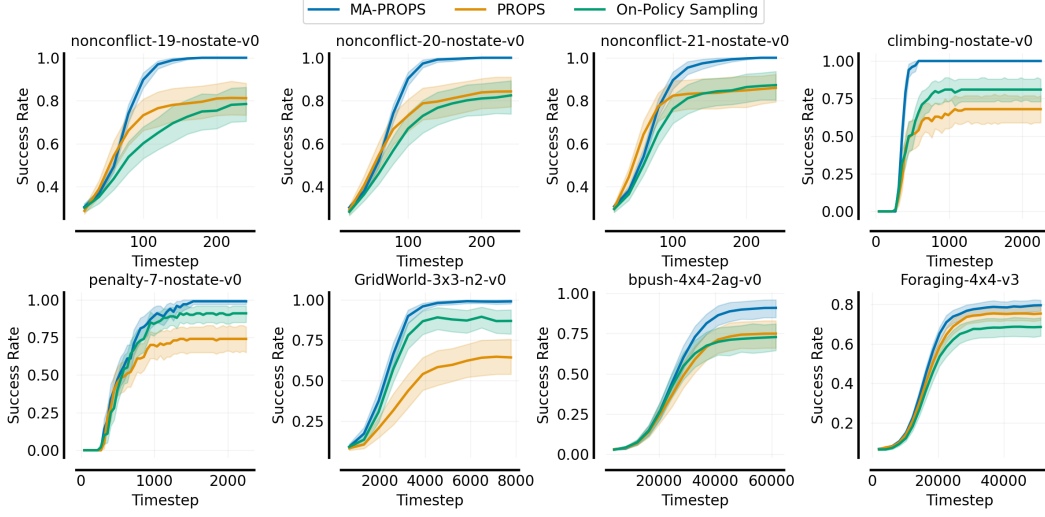 MA-PROPS PROPS On-Policy Sampling
nonconflict-19-nostate-v0 nonconflict-20-nostate-v0 nonconflict-21-nostate-v0 climbing-nostate-v0
Success Rate
1.0
0.8
0.6
0.4
100 200
Timestep
Success Rate
1.0
0.8
0.6
0.4
100 200
Timestep
Success Rate
1.0
0.8
0.6
0.4
100 200
Timestep
Success Rate
1.00
0.75
0.50
0.25
0.00
0 1000 2000
Timestep
penalty-7-nostate-v0 GridWorld-3x3-n2-v0 bpush-4x4-2ag-v0 Foraging-4x4-v3
Success Rate
1.00
0.75
0.50
0.25
0.00
0 1000 2000
Timestep
Success Rate
1.00
0.75
0.50
0.25
2000 4000 6000 8000
Timestep
Success Rate
1.00
0.75
0.50
0.25
0.00
20000 40000 60000
Timestep
Success Rate
0.8
0.6
0.4
0.2
0 20000 40000
Timestep